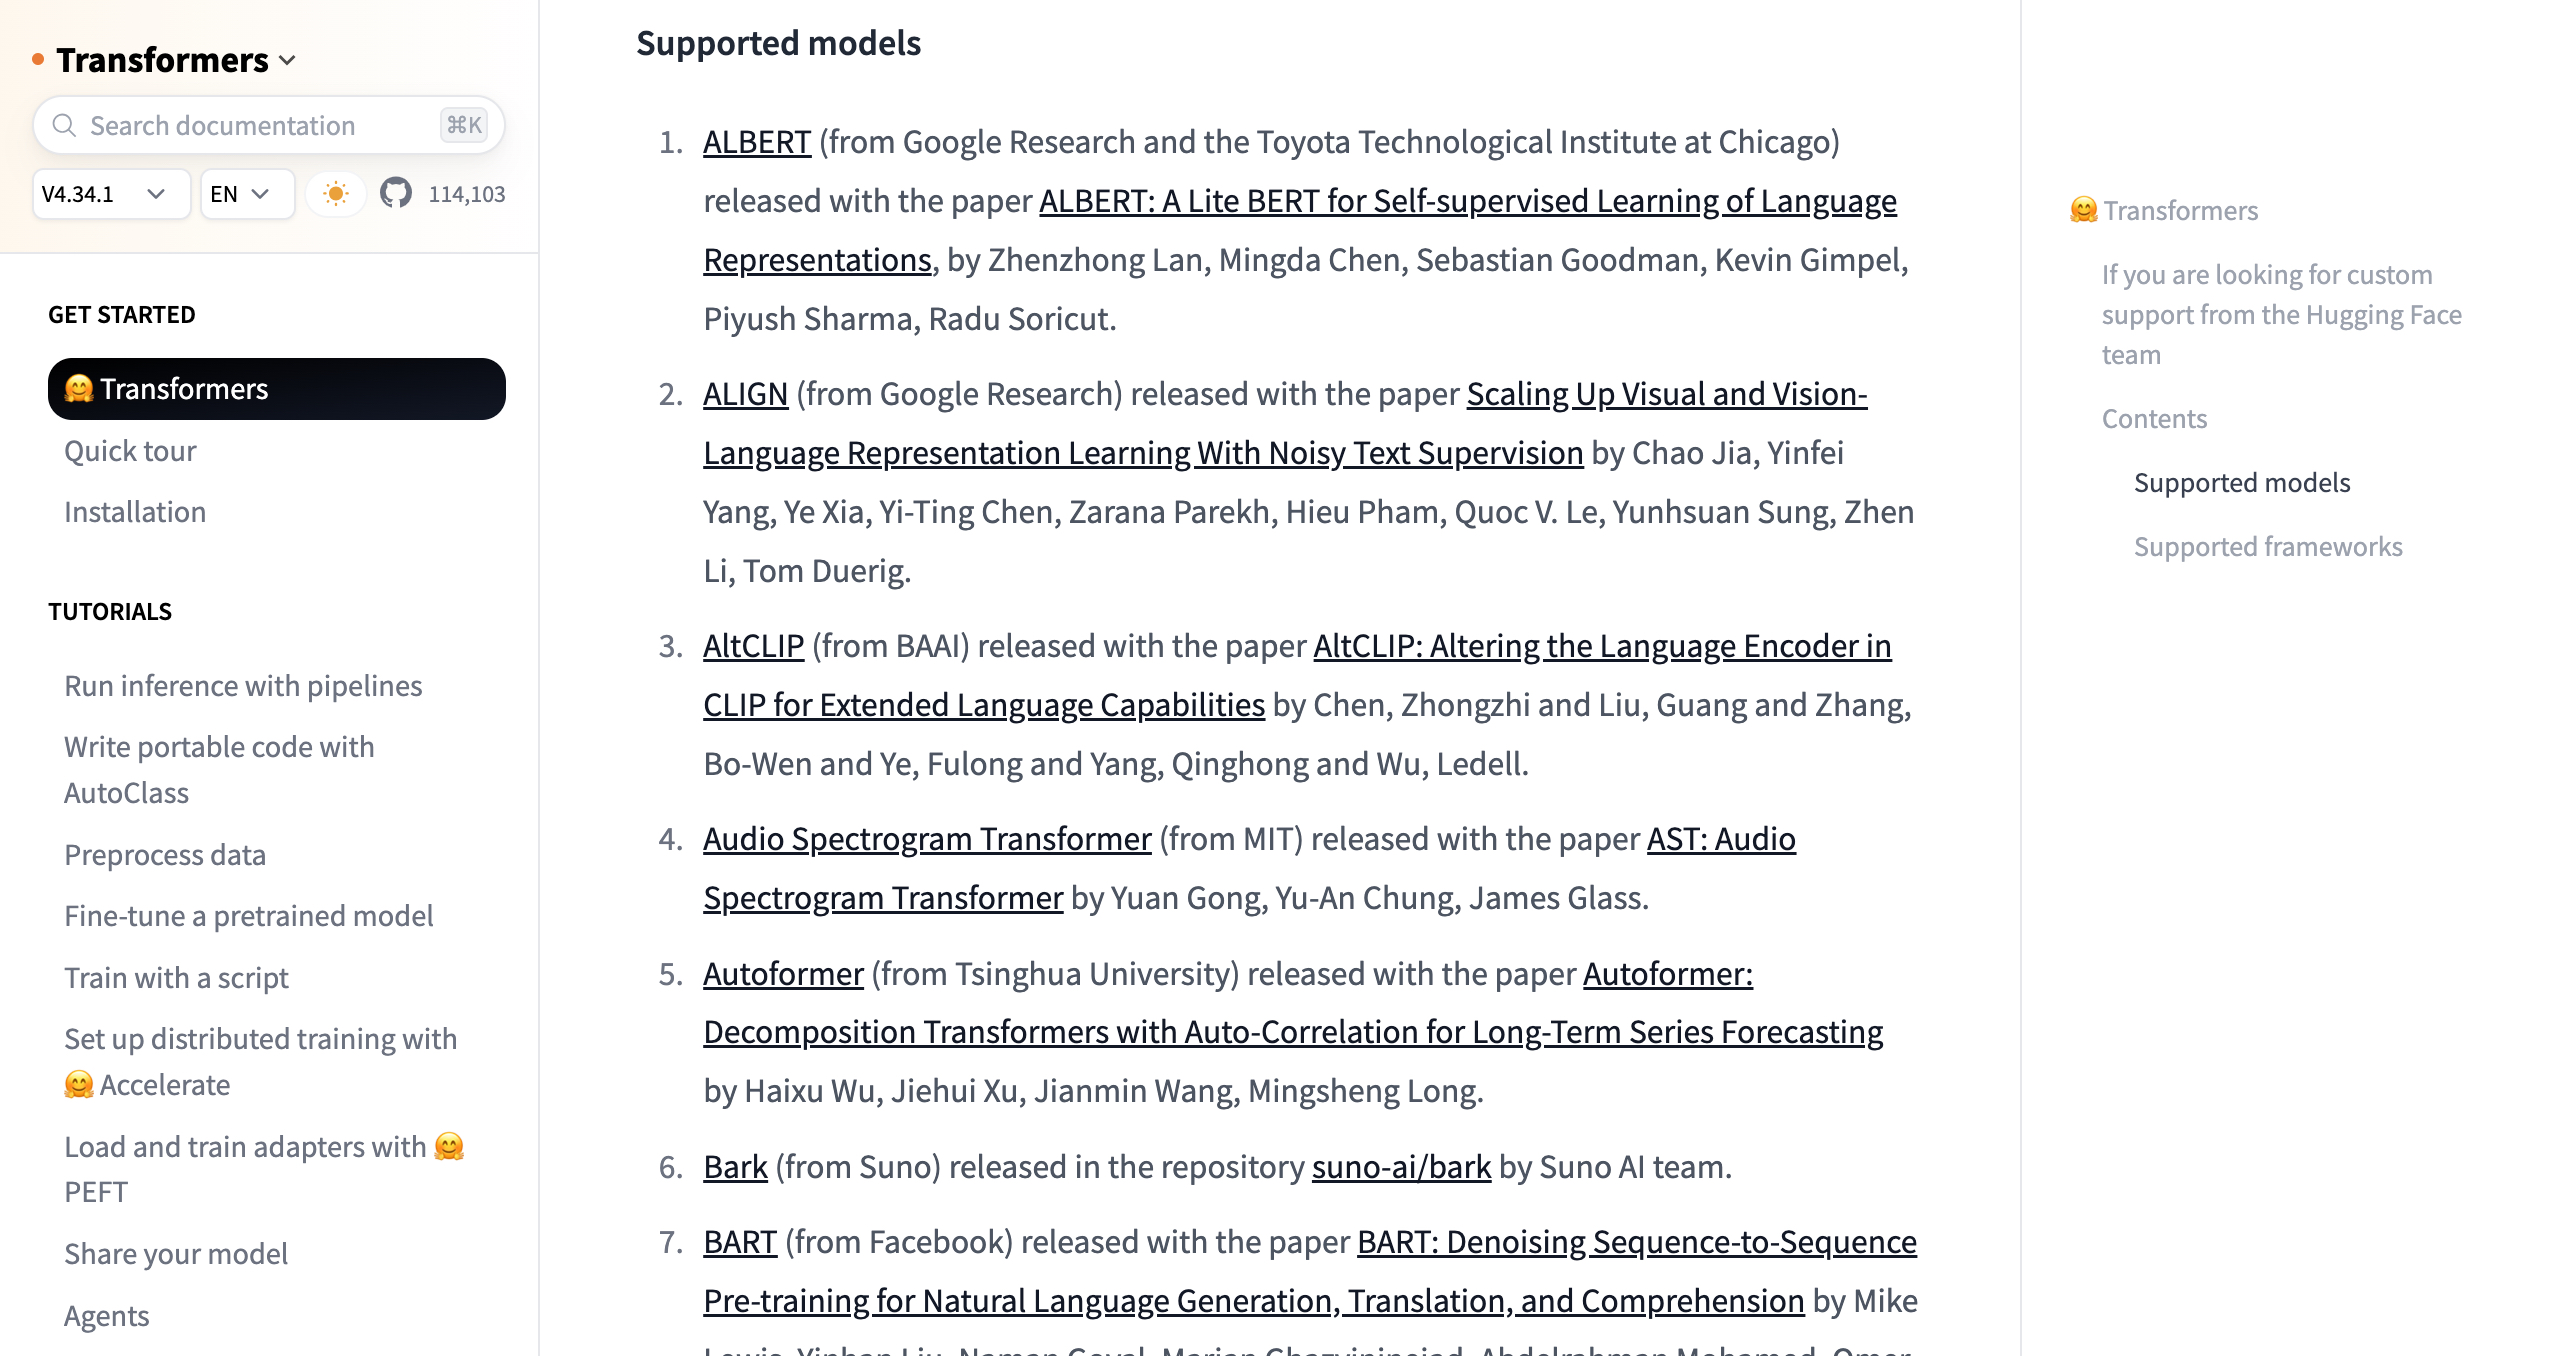 Transformers
Search documentation
⌘K
V4.34.1
EN
114,103
GET STARTED
🤗 Transformers
Quick tour
Installation
TUTORIALS
Run inference with pipelines
Write portable code with
AutoClass
Preprocess data
Fine-tune a pretrained model
Train with a script
Set up distributed training with
🤗 Accelerate
Load and train adapters with 🤗
PEFT
Share your model
Agents
Supported models
1. ALBERT (from Google Research and the Toyota Technological Institute at Chicago)
released with the paper ALBERT: A Lite BERT for Self-supervised Learning of Language
Representations, by Zhenzhong Lan, Mingda Chen, Sebastian Goodman, Kevin Gimpel,
Piyush Sharma, Radu Soricut.
2. ALIGN (from Google Research) released with the paper Scaling Up Visual and Vision-
Language Representation Learning With Noisy Text Supervision by Chao Jia, Yinfei
Yang, Ye Xia, Yi-Ting Chen, Zarana Parekh, Hieu Pham, Quoc V. Le, Yunhsuan Sung, Zhen
Li, Tom Duerig.
3. AltCLIP (from BAAI) released with the paper AltCLIP: Altering the Language Encoder in
CLIP for Extended Language Capabilities by Chen, Zhongzhi and Liu, Guang and Zhang,
Bo-Wen and Ye, Fulong and Yang, Qinghong and Wu, Ledell.
4. Audio Spectrogram Transformer (from MIT) released with the paper AST: Audio
Spectrogram Transformer by Yuan Gong, Yu-An Chung, James Glass.
5. Autoformer (from Tsinghua University) released with the paper Autoformer:
Decomposition Transformers with Auto-Correlation for Long-Term Series Forecasting
by Haixu Wu, Jiehui Xu, Jianmin Wang, Mingsheng Long.
6. Bark (from Suno) released in the repository suno-ai/bark by Suno AI team.
7. BART (from Facebook) released with the paper BART: Denoising Sequence-to-Sequence
Pre-training for Natural Language Generation, Translation, and Comprehension by Mike
🤗 Transformers
If you are looking for custom
support from the Hugging Face
team
Contents
Supported models
Supported frameworks